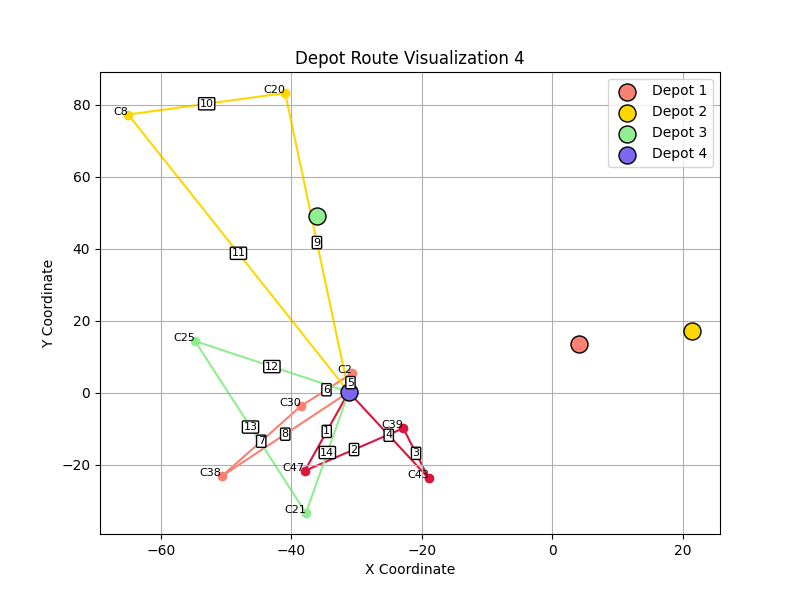 Depot Route Visualization 4
Depot 1
Depot 2
Depot 3
Depot 4
Y Coordinate
80
60
40
20
0
−20
−60
−40
−20
0
20
X Coordinate
C20
C8
10
9
11
C25
12
C2
5
6
C30
13
7
8
1
14
2
C39
4
3
C38
C47
C43
C21